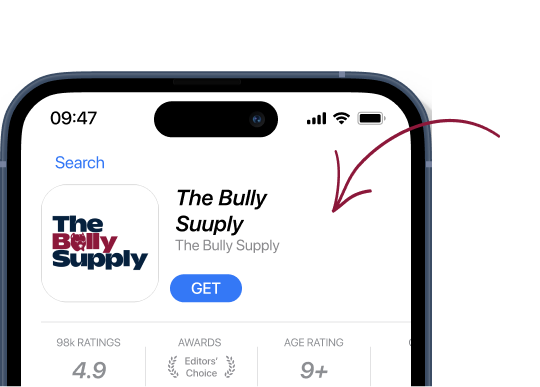 09:47
Search
The Bully
Suuply
The Bully Supply
The
Bully
Supply
GET
98k RATINGS
AWARDS
AGE RATING
4.9
Editors'
Choice
9+